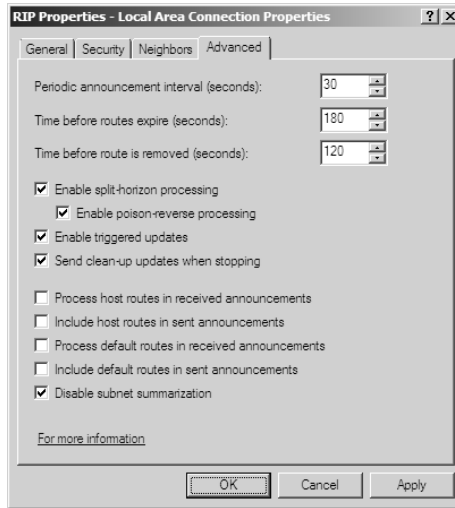 RIP Properties - Local Area Connection Properties
General Security Neighbors Advanced
Periodic announcement interval (seconds): 30
Time before routes expire (seconds): 180
Time before route is removed (seconds): 120
Enable split-horizon processing
Enable poison-reverse processing
Enable triggered updates
Send clean-up updates when stopping
Process host routes in received announcements
Include host routes in sent announcements
Process default routes in received announcements
Include default routes in sent announcements
Disable subnet summarization
For more information
OK Cancel Apply